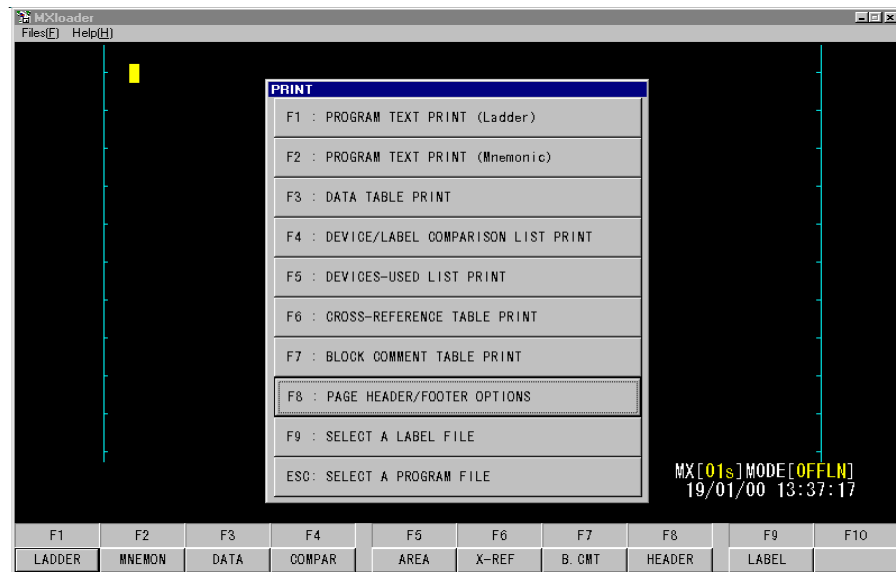 MXloader
Files(F) Help(H)
PRINT
F1 : PROGRAM TEXT PRINT (Ladder)
F2 : PROGRAM TEXT PRINT (Mnemonic)
F3 : DATA TABLE PRINT
F4 : DEVICE/LABEL COMPARISON LIST PRINT
F5 : DEVICES-USED LIST PRINT
F6 : CROSS-REFERENCE TABLE PRINT
F7 : BLOCK COMMENT TABLE PRINT
F8 : PAGE HEADER/FOOTER OPTIONS
F9 : SELECT A LABEL FILE
ESC: SELECT A PROGRAM FILE
MX[01s]MODE[OFFLN]
19/01/00 13:37:17
F1 F2 F3 F4 F5 F6 F7 F8 F9 F10
LADDER MNEMON DATA COMPAR AREA X-REF B. CMT HEADER LABEL